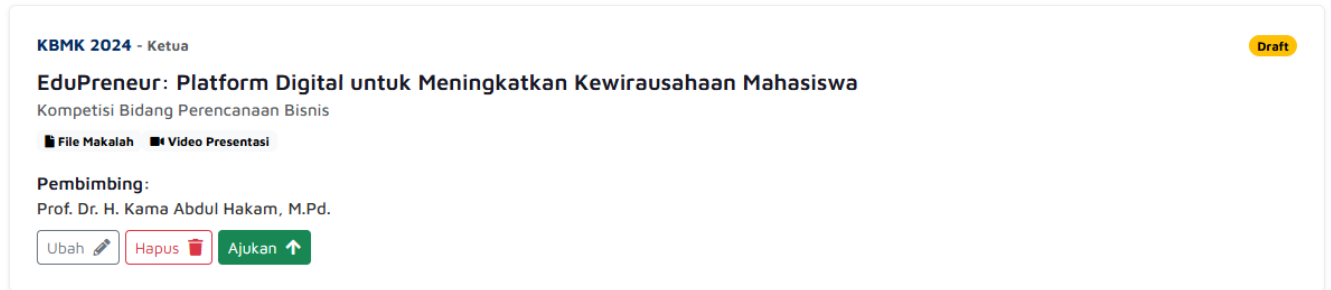 KBMK 2024 - Ketua
Draft
EduPreneur: Platform Digital untuk Meningkatkan Kewirausahaan Mahasiswa
Kompetisi Bidang Perencanaan Bisnis
File Makalah Video Presentasi
Pembimbing:
Prof. Dr. H. Kama Abdul Hakam, M.Pd.
Ubah Hapus Ajukan